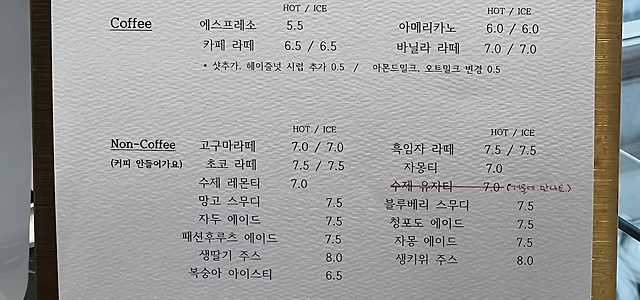 HOT / ICE HOT / ICE
Coffee 에스프레소 5.5 아메리카노 6.0 / 6.0
카페 라떼 6.5 / 6.5 바닐라 라떼 7.0 / 7.0
* 샷추가, 헤이즐넛 시럽 추가 0.5 / 아몬드밀크, 오트밀크 변경 0.5
HOT / ICE HOT / ICE
Non-Coffee 고구마라떼 7.0 / 7.0 흑임자 라떼 7.5 / 7.5
(커피 안들어가요) 초코 라떼 7.5 / 7.5 자몽티 7.0
수제 레몬티 7.0 수제 유자티 7.0
망고 스무디 7.5 블루베리 스무디 7.5
자두 에이드 7.5 청포도 에이드 7.5
패션후르츠 에이드 7.5 자몽 에이드 7.5
생딸기 주스 8.0 생키위 주스 8.0
복숭아 아이스티 6.5